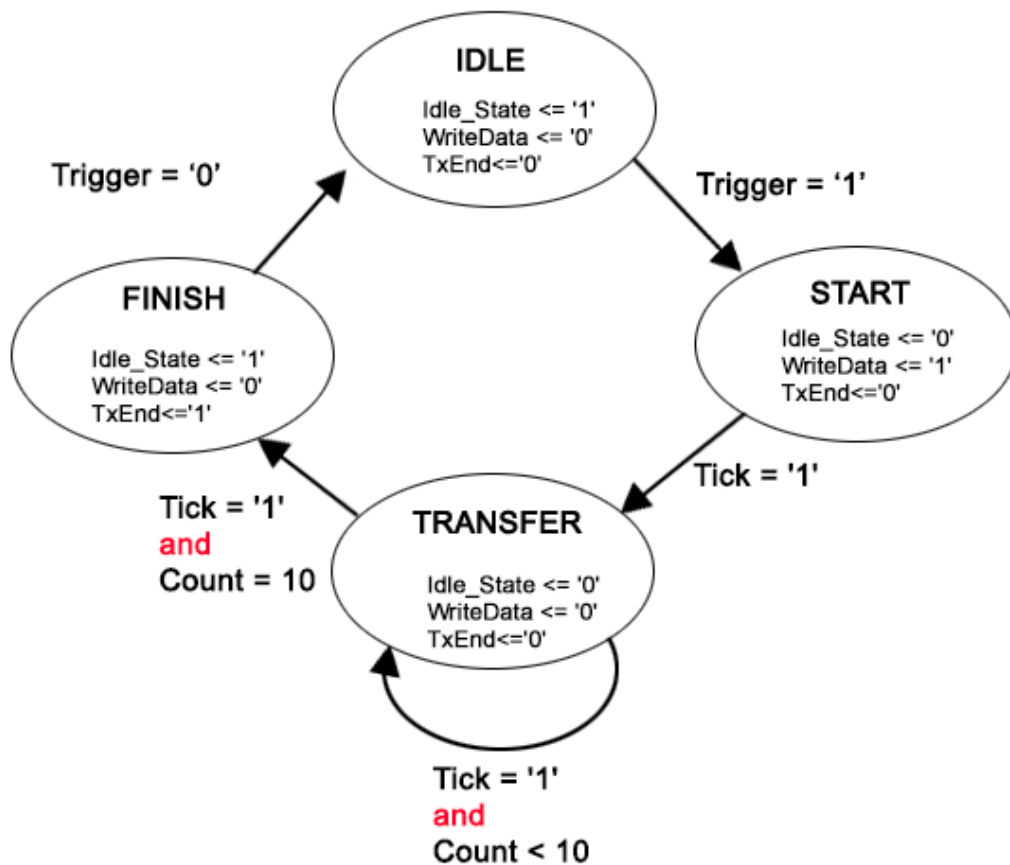 IDLE
Idle_State <= '1'
WriteData <= '0'
TxEnd<='0'
Trigger = ‘0’
Trigger = ‘1’
FINISH
Idle_State <= '1'
WriteData <= '0'
TxEnd<='1'
START
Idle_State <= '0'
WriteData <= '1'
TxEnd<='0'
Tick = '1'
Tick = '1'
and
Count = 10
TRANSFER
Idle_State <= '0'
WriteData <= '0'
TxEnd<='0'
Tick = '1'
and
Count < 10